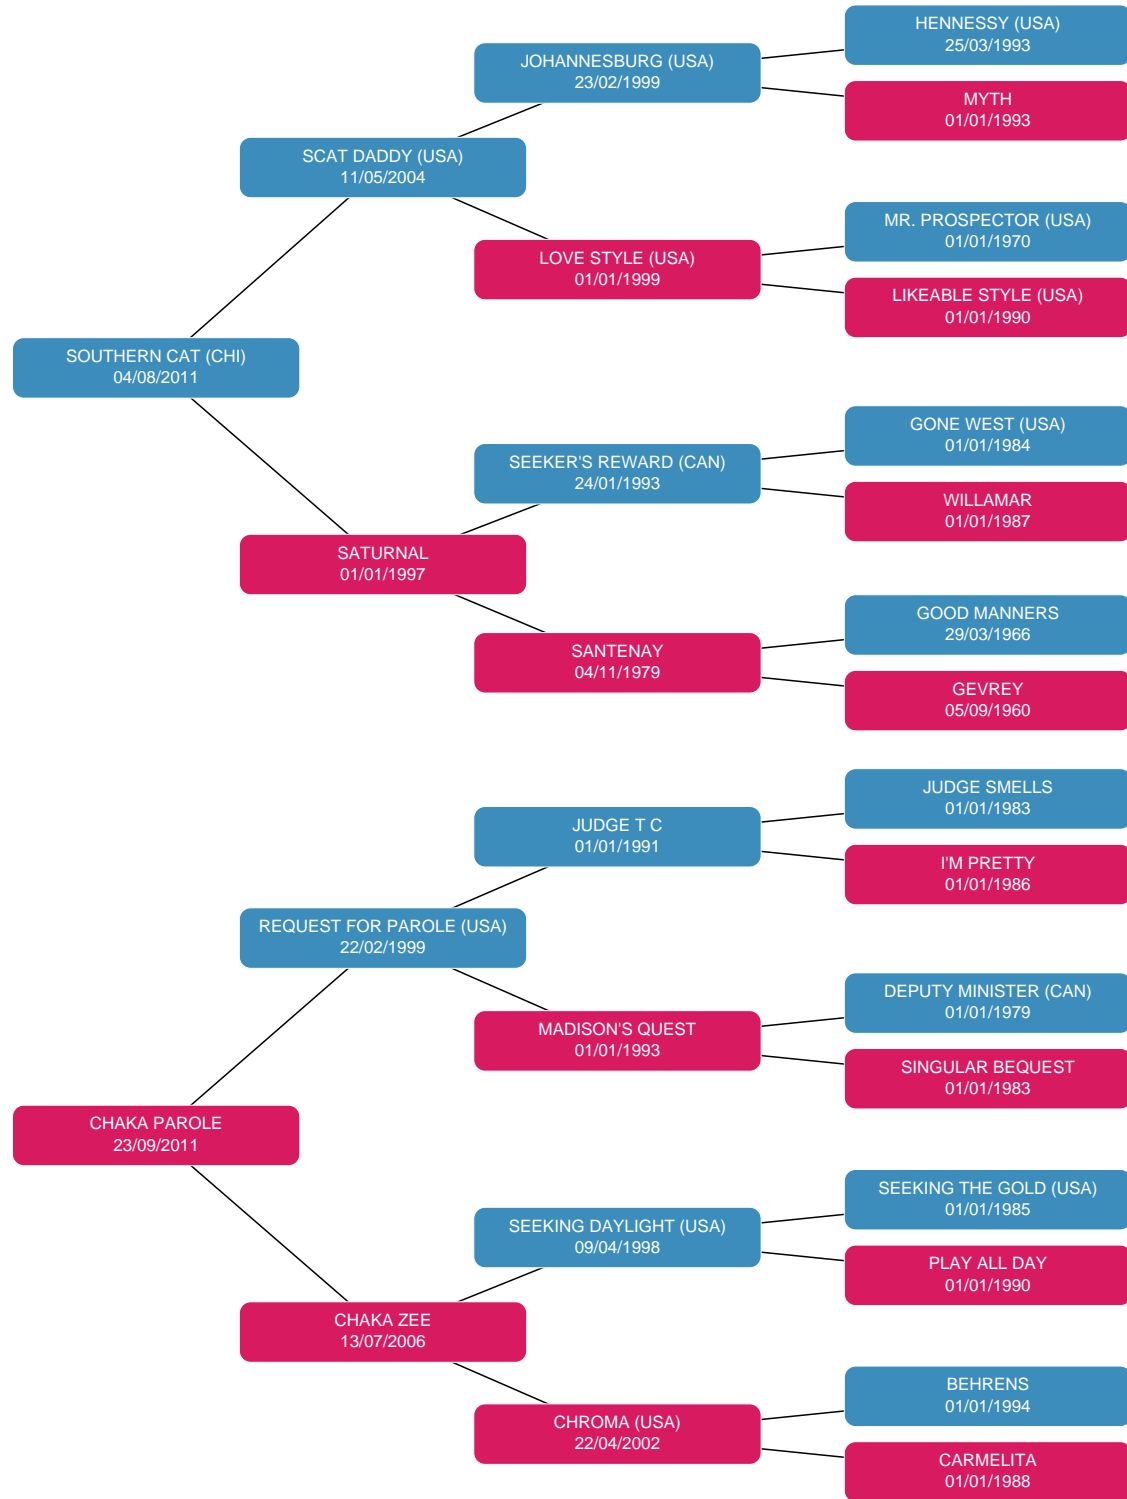 HENNESSY (USA)
25/03/1993
JOHANNESBURG (USA)
23/02/1999
MYTH
01/01/1993
SCAT DADDY (USA)
11/05/2004
MR. PROSPECTOR (USA)
01/01/1970
LOVE STYLE (USA)
01/01/1999
LIKEABLE STYLE (USA)
01/01/1990
SOUTHERN CAT (CHI)
04/08/2011
GONE WEST (USA)
01/01/1984
SEEKER'S REWARD (CAN)
24/01/1993
WILLAMAR
01/01/1987
SATURNAL
01/01/1997
GOOD MANNERS
29/03/1966
SANTENAY
04/11/1979
GEVREY
05/09/1960
JUDGE SMELLS
01/01/1983
JUDGE T C
01/01/1991
I'M PRETTY
01/01/1986
REQUEST FOR PAROLE (USA)
22/02/1999
DEPUTY MINISTER (CAN)
01/01/1979
MADISON'S QUEST
01/01/1993
SINGULAR BEQUEST
01/01/1983
CHAKA PAROLE
23/09/2011
SEEKING THE GOLD (USA)
01/01/1985
SEEKING DAYLIGHT (USA)
09/04/1998
PLAY ALL DAY
01/01/1990
CHAKA ZEE
13/07/2006
BEHRENS
01/01/1994
CHROMA (USA)
22/04/2002
CARMELITA
01/01/1988